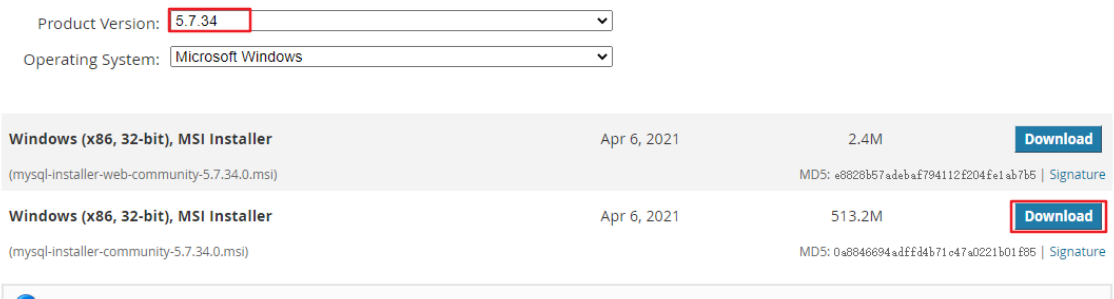 Product Version: 5.7.34
Operating System: Microsoft Windows
Windows (x86, 32-bit), MSI Installer Apr 6, 2021 2.4M Download
(mysql-installer-web-community-5.7.34.0.msi) MD5: e8828b57adebaf794112f204fe1ab7b5 | Signature
Windows (x86, 32-bit), MSI Installer Apr 6, 2021 513.2M Download
(mysql-installer-community-5.7.34.0.msi) MD5: 0a8846694adffd4b71c47a0221b01f85 | Signature